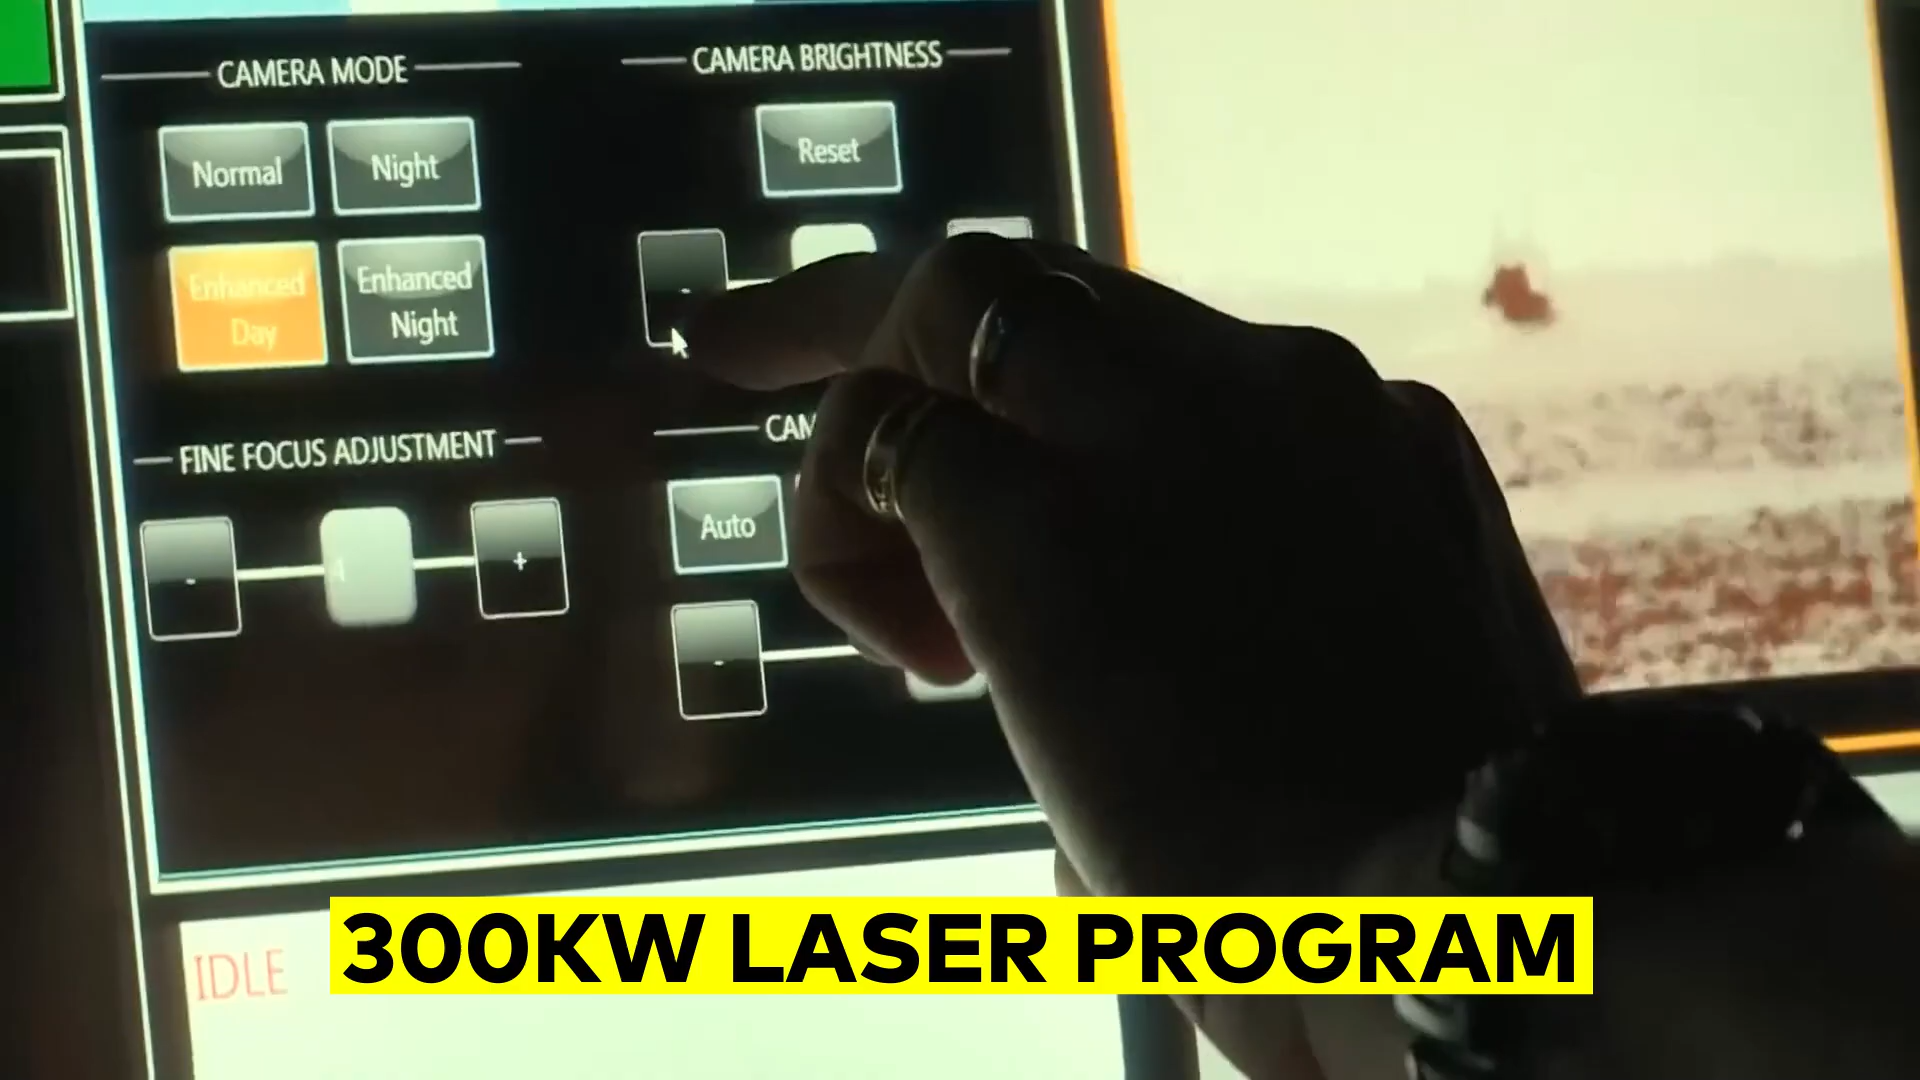 CAMERA MODE
CAMERA BRIGHTNESS
Normal
Night
Reset
Enhanced
Day
Enhanced
Night
-
FINE FOCUS ADJUSTMENT
CAM
Auto
-
+
-
IDLE
300KW LASER PROGRAM